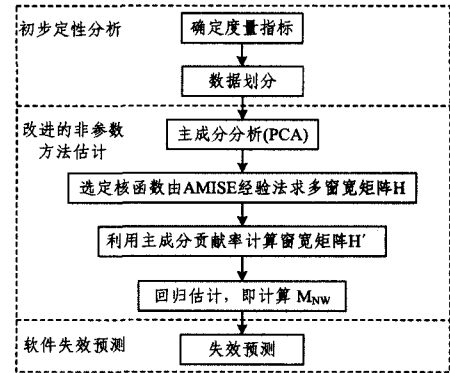 初步定性分析
确定度量指标
数据划分
改进的非参数
方法估计
主成分分析(PCA)
选定核函数由AMISE经验法求多窗宽矩阵H
利用主成分贡献率计算窗宽矩阵H′
回归估计，即计算 M_NW
软件失效预测
失效预测